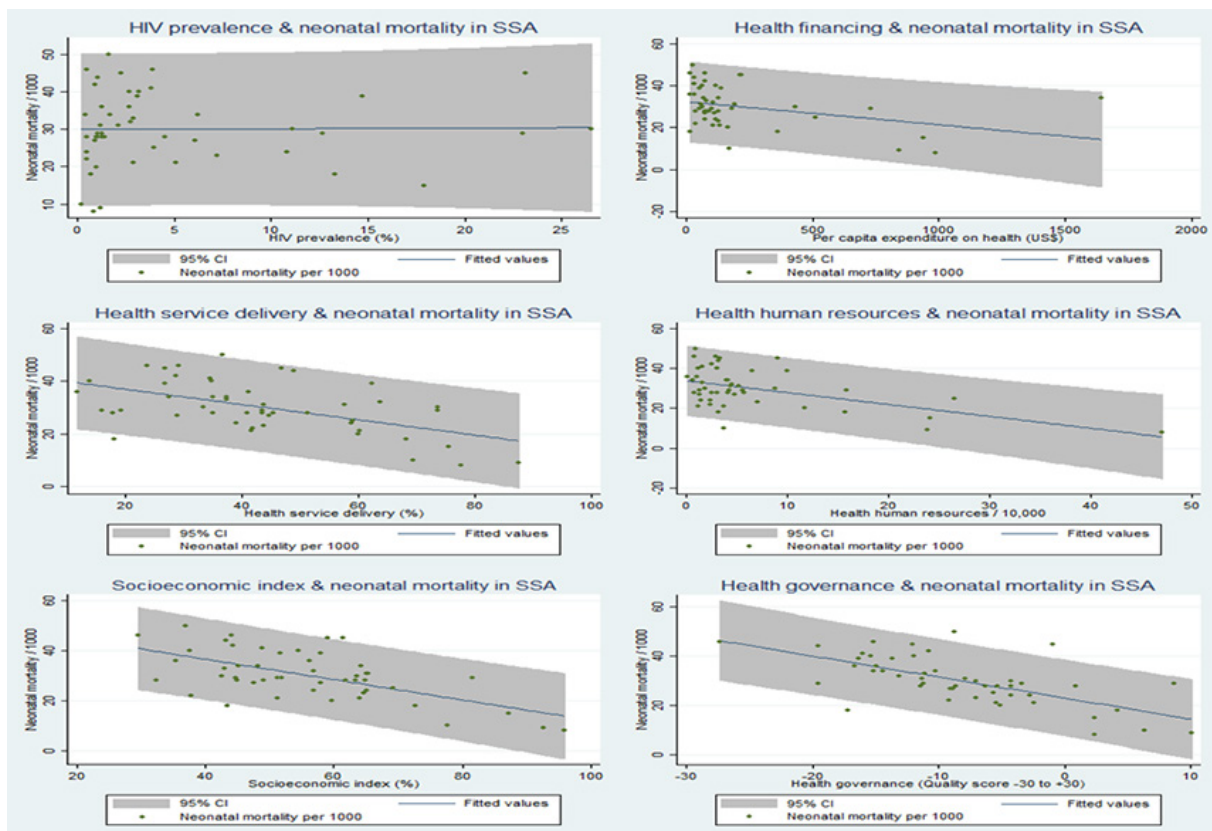 HIV prevalence & neonatal mortality in SSA
Neonatal mortality / 1000
50
40
30
20
10
0
5
10
15
20
25
HIV prevalence (%)
95% CI
Fitted values
Neonatal mortality per 1000
Health financing & neonatal mortality in SSA
Neonatal mortality / 1000
60
40
20
0
-20
0
500
1000
1500
2000
Per capita expenditure on health (US$)
95% CI
Fitted values
Neonatal mortality per 1000
Health service delivery & neonatal mortality in SSA
Neonatal mortality / 1000
60
40
20
0
20
40
60
80
100
Health service delivery (%)
95% CI
Fitted values
Neonatal mortality per 1000
Health human resources & neonatal mortality in SSA
Neonatal mortality / 1000
60
40
20
0
-20
0
10
20
30
40
50
Health human resources / 10,000
95% CI
Fitted values
Neonatal mortality per 1000
Socioeconomic index & neonatal mortality in SSA
Neonatal mortality / 1000
60
40
20
0
20
40
60
80
100
Socioeconomic index (%)
95% CI
Fitted values
Neonatal mortality per 1000
Health governance & neonatal mortality in SSA
Neonatal mortality / 1000
60
40
20
0
-30
-20
-10
0
10
Health governance (Quality score -30 to +30)
95% CI
Fitted values
Neonatal mortality per 1000